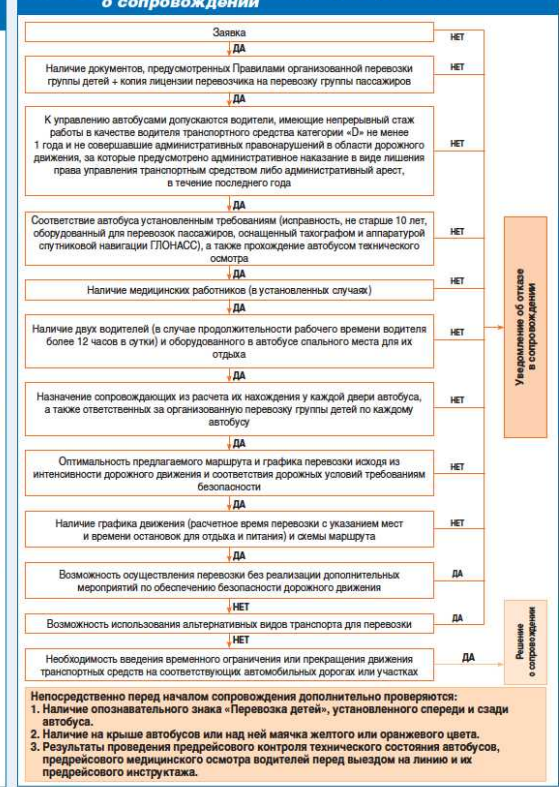 о сопровождении
Заявка
НЕТ
ДА
Наличие документов, предусмотренных Правилами организованной перевозки
группы детей + копия лицензии перевозчика на перевозку группы пассажиров
НЕТ
ДА
К управлению автобусами допускаются водители, имеющие непрерывный стаж
работы в качестве водителя транспортного средства категории «D» не менее
1 года и не совершавшие административных правонарушений в области дорожного
движения, за которые предусмотрено административное наказание в виде лишения
права управления транспортным средством либо административный арест,
в течение последнего года
НЕТ
ДА
Соответствие автобуса установленным требованиям (исправность, не старше 10 лет,
оборудованный для перевозок пассажиров, оснащенный тахографом и аппаратурой
спутниковой навигации ГЛОНАСС), а также прохождение автобусом технического
осмотра
НЕТ
ДА
Наличие медицинских работников (в установленных случаях)
НЕТ
ДА
Наличие двух водителей (в случае продолжительности рабочего времени водителя
более 12 часов в сутки) и оборудованного в автобусе спального места для их
отдыха
НЕТ
ДА
Назначение сопровождающих из расчета их нахождения у каждой двери автобуса,
а также ответственных за организованную перевозку группы детей по каждому
автобусу
НЕТ
ДА
Оптимальность предлагаемого маршрута и графика перевозки исходя из
интенсивности дорожного движения и соответствия дорожных условий требованиям
безопасности
НЕТ
ДА
Наличие графика движения (расчетное время перевозки с указанием мест
и времени остановок для отдыха и питания) и схемы маршрута
НЕТ
ДА
Возможность осуществления перевозки без реализации дополнительных
мероприятий по обеспечению безопасности дорожного движения
ДА
НЕТ
Возможность использования альтернативных видов транспорта для перевозки
ДА
НЕТ
Необходимость введения временного ограничения или прекращения движения
транспортных средств на соответствующих автомобильных дорогах или участках
ДА
Уведомление об отказе
в сопровождении
Решение
о сопровождении
Непосредственно перед началом сопровождения дополнительно проверяются:
1. Наличие опознавательного знака «Перевозка детей», установленного спереди и сзади
автобуса.
2. Наличие на крыше автобусов или над ней маячка желтого или оранжевого цвета.
3. Результаты проведения предрейсового контроля технического состояния автобусов,
предрейсового медицинского осмотра водителей перед выездом на линию и их
предрейсового инструктажа.